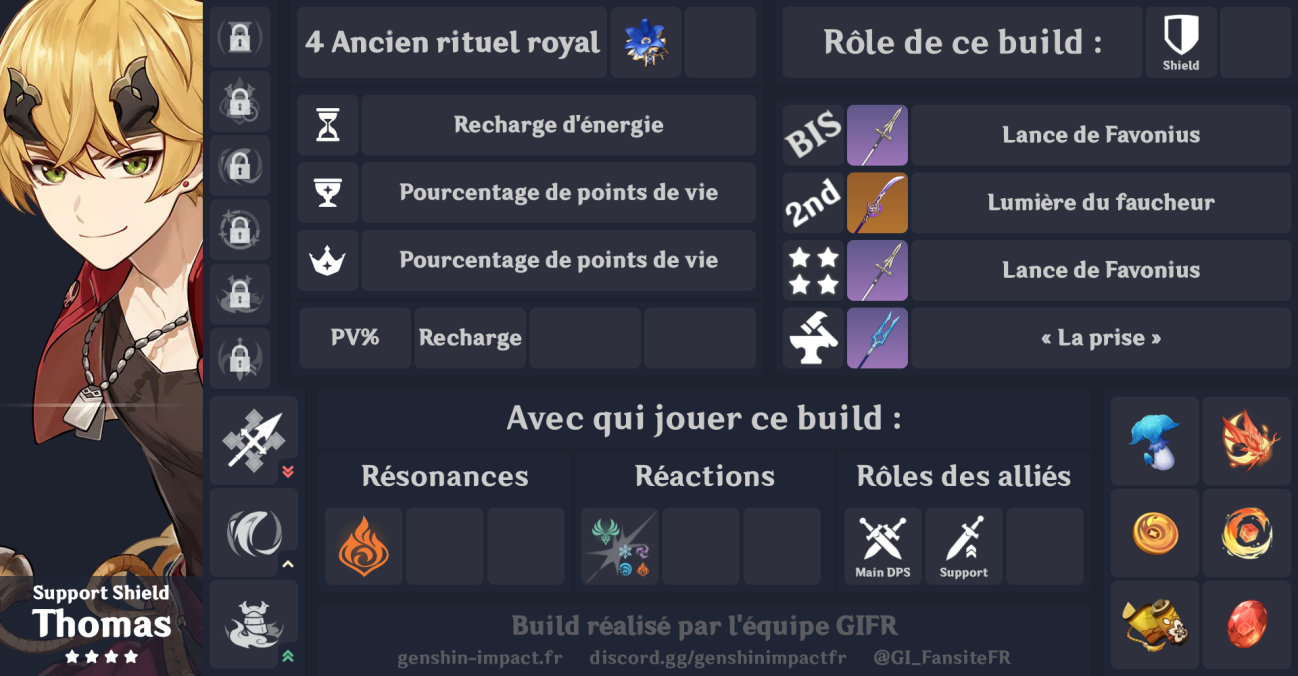 4 Ancien rituel royal
Recharge d'énergie
Pourcentage de points de vie
Pourcentage de points de vie
PV%
Recharge
Rôle de ce build :
Shield
BIS
Lance de Favonius
2nd
Lumière du faucheur
Lance de Favonius
« La prise »
Avec qui jouer ce build :
Résonances
Réactions
Rôles des alliés
Main DPS
Support
Support Shield
Thomas
Build réalisé par l'équipe GIFR
genshin-impact.fr discord.gg/genshinimpactfr @GI_FansiteFR